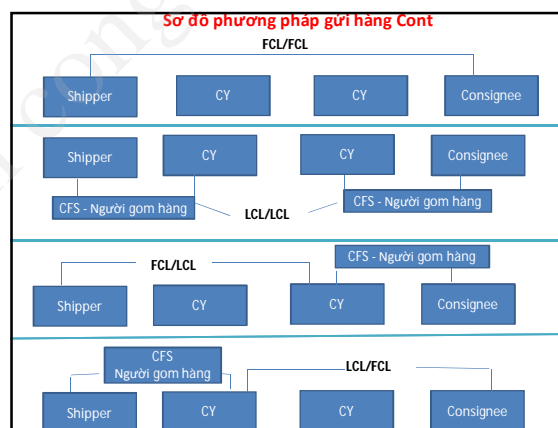 Sơ đồ phương pháp gửi hàng Cont
FCL/FCL
Shipper CY CY Consignee
Shipper CY CY Consignee
CFS - Người gom hàng LCL/LCL CFS - Người gom hàng
CFS - Người gom hàng
FCL/LCL
Shipper CY CY Consignee
CFS
Người gom hàng
LCL/FCL
Shipper CY CY Consignee